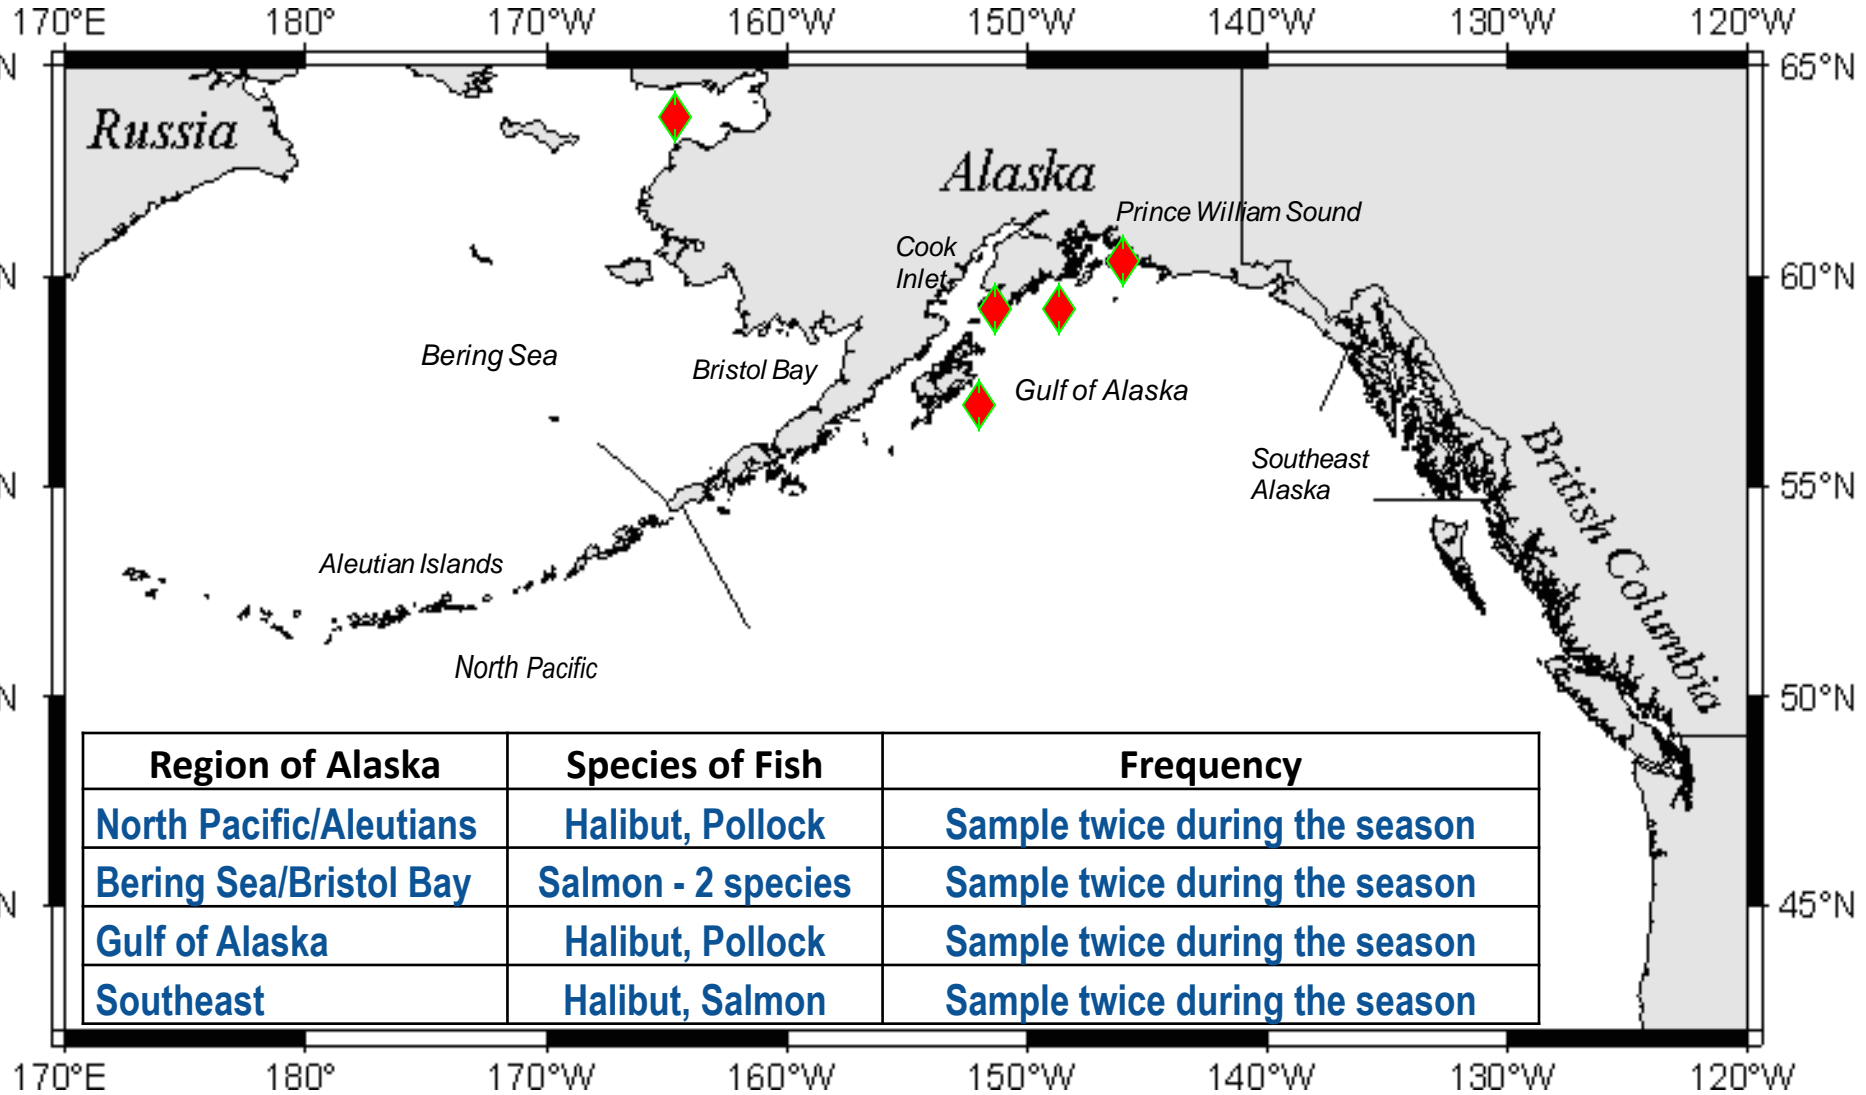 170°E 180° 170°W 160°W 150°W 140°W 130°W 120°W
N 65°N
Russia
Alaska
Prince William Sound
Cook
Inlet
N 60°N
Bering Sea
Bristol Bay
Gulf of Alaska
Southeast
Alaska
British Columbia
N 55°N
Aleutian Islands
North Pacific
N 50°N
Region of Alaska Species of Fish Frequency
North Pacific/Aleutians Halibut, Pollock Sample twice during the season
Bering Sea/Bristol Bay Salmon - 2 species Sample twice during the season
N 45°N
Gulf of Alaska Halibut, Pollock Sample twice during the season
Southeast Halibut, Salmon Sample twice during the season
170°E 180° 170°W 160°W 150°W 140°W 130°W 120°W